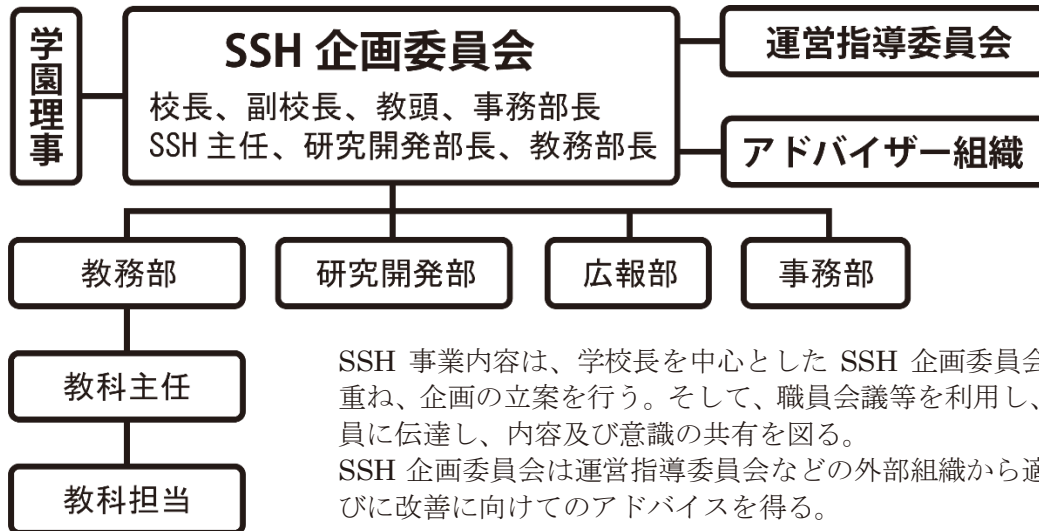 学園理事
SSH 企画委員会
校長、副校長、教頭、事務部長
SSH 主任、研究開発部長、教務部長
運営指導委員会
アドバイザー組織
教務部
研究開発部
広報部
事務部
教科主任
教科担当
SSH 事業内容は、学校長を中心とした SSH 企画委員会
重ね、企画の立案を行う。そして、職員会議等を利用し、
員に伝達し、内容及び意識の共有を図る。
SSH 企画委員会は運営指導委員会などの外部組織から適
びに改善に向けてのアドバイスを得る。